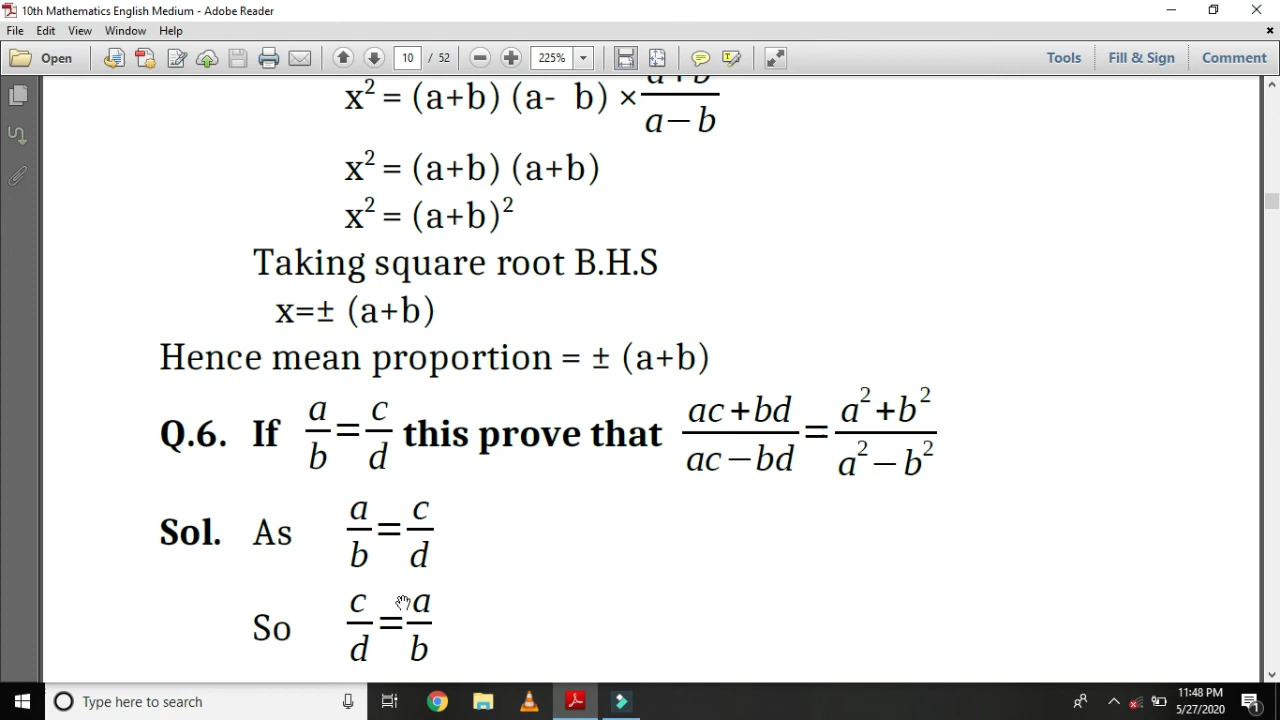 10th Mathematics English Medium - Adobe Reader
File Edit View Window Help
Open 10 / 52 225% Tools Fill & Sign Comment
x² = (a+b) (a- b) × a+b / a−b
x² = (a+b) (a+b)
x² = (a+b)²
Taking square root B.H.S
x=± (a+b)
Hence mean proportion = ± (a+b)
Q.6. If a/b = c/d this prove that ac+bd / ac−bd = a²+b² / a²−b²
Sol. As a/b = c/d
So c/d = a/b
Type here to search
11:48 PM
5/27/2020
1